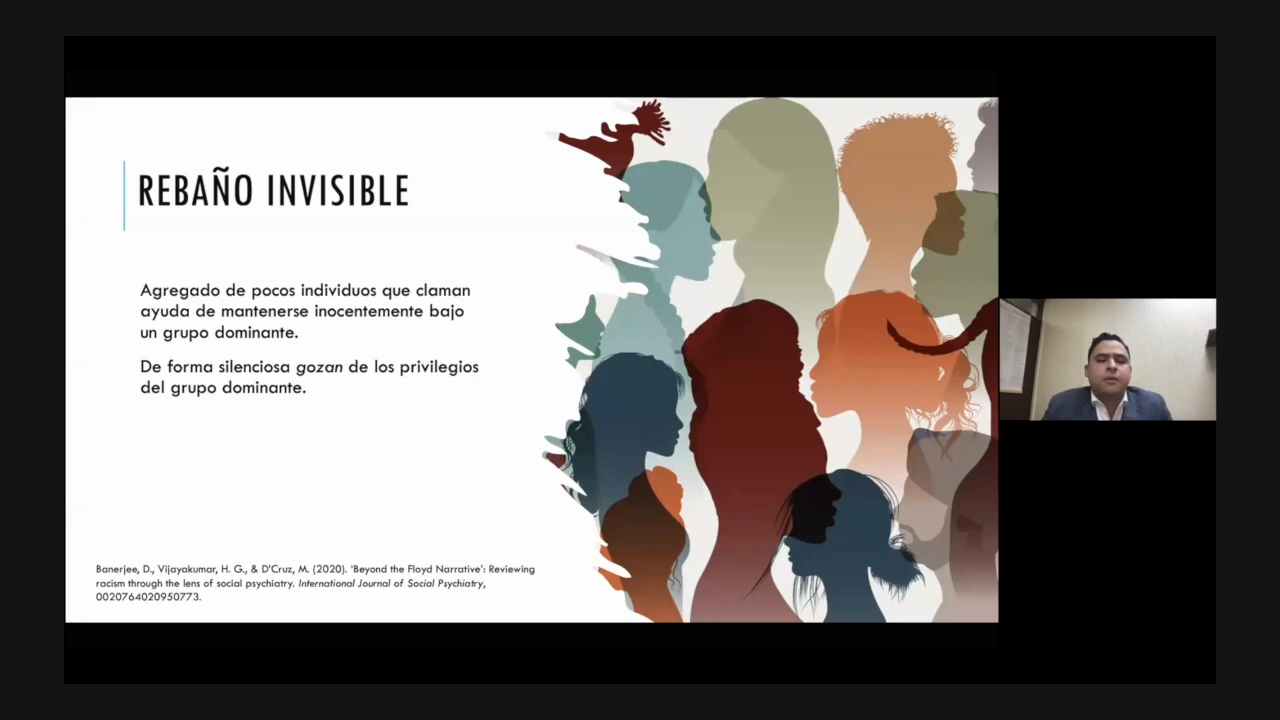 REBAÑO INVISIBLE
Agregado de pocos individuos que claman
ayuda de mantenerse inocentemente bajo
un grupo dominante.
De forma silenciosa gozan de los privilegios
del grupo dominante.
Banerjee, D., Vijayakumar, H. G., & D'Cruz, M. (2020). 'Beyond the Floyd Narrative': Reviewing
racism through the lens of social psychiatry. International Journal of Social Psychiatry,
0020764020950773.